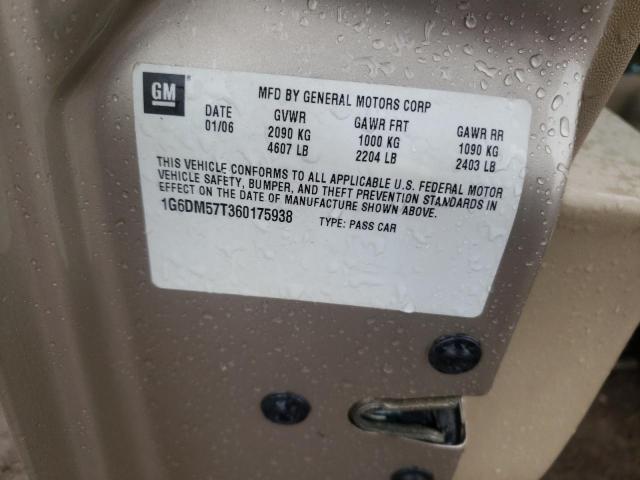 GM
MFD BY GENERAL MOTORS CORP
DATE GVWR GAWR FRT GAWR RR
01/06 2090 KG 1000 KG 1090 KG
4607 LB 2204 LB 2403 LB
THIS VEHICLE CONFORMS TO ALL APPLICABLE U.S. FEDERAL MOTOR
VEHICLE SAFETY, BUMPER, AND THEFT PREVENTION STANDARDS IN
EFFECT ON THE DATE OF MANUFACTURE SHOWN ABOVE.
1G6DM57T360175938 TYPE: PASS CAR